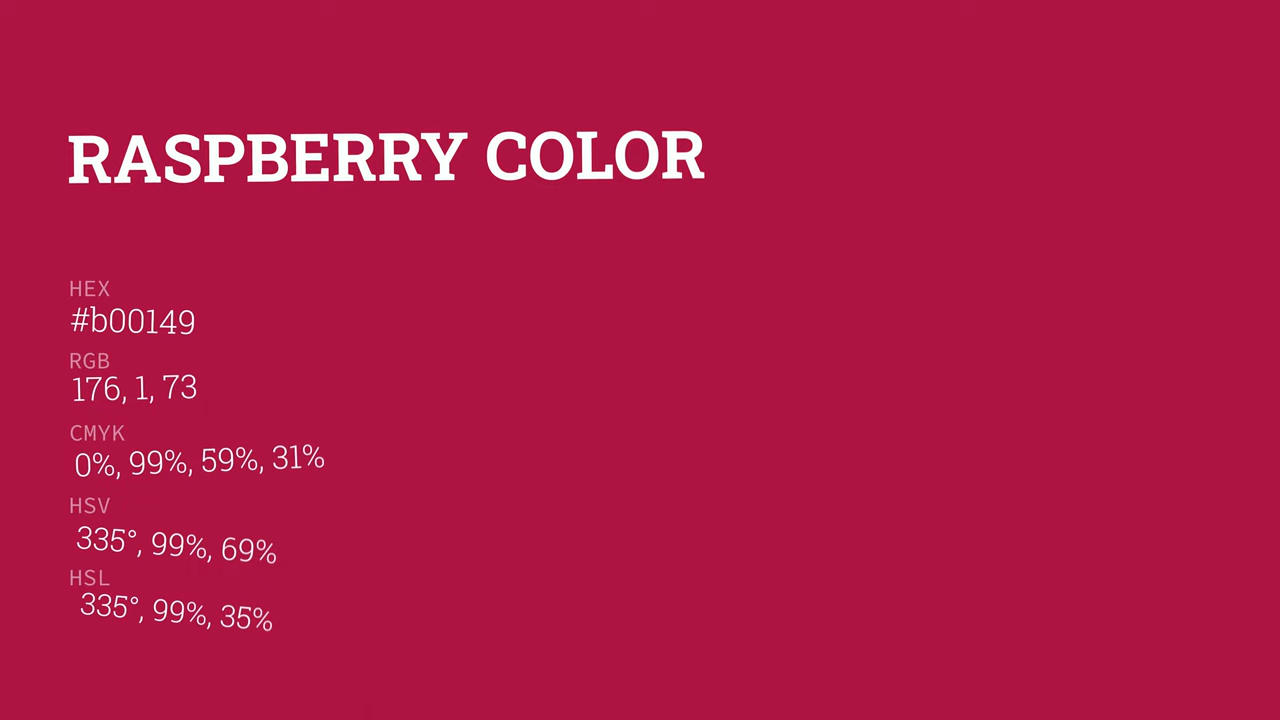 RASPBERRY COLOR
HEX
#b00149
RGB
176, 1, 73
CMYK
0%, 99%, 59%, 31%
HSV
335°, 99%, 69%
HSL
335°, 99%, 35%